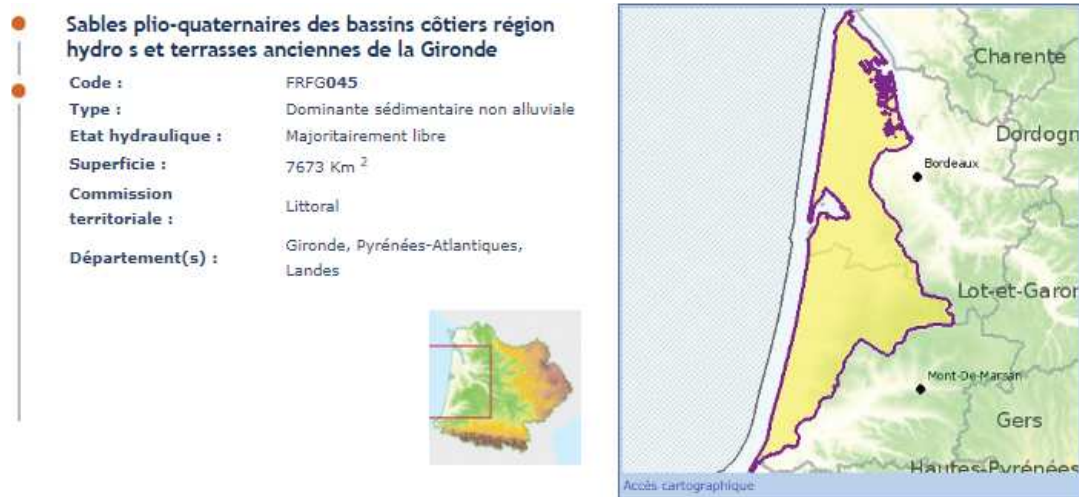 Sables plio-quaternaires des bassins côtiers région
hydro s et terrasses anciennes de la Gironde
Code : FRFG045
Type : Dominante sédimentaire non alluviale
Etat hydraulique : Majoritairement libre
Superficie : 7673 Km 2
Commission
territoriale : Littoral
Département(s) : Gironde, Pyrénées-Atlantiques,
Landes
Charente
Dordogn
Bordeaux
Lot-et-Garon
Mont-De-Marsan
Gers
Hautes-Pyrénées
Accès cartographique